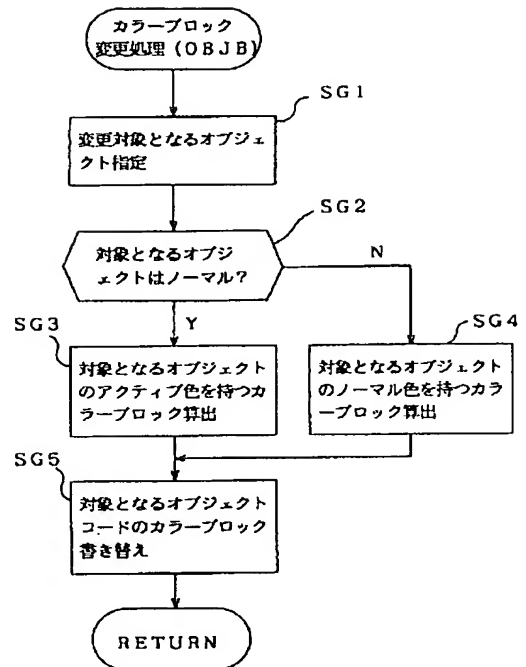 カラーブロック
変更処理(OBJB)
SG1
変更対象となるオブジェ
クト指定
SG2
対象となるオブジ
ェクトはノーマル?
N
Y
SG3
対象となるオブジェクト
のアクティブ色を持つカ
ラーブロック算出
SG4
対象となるオブジェクト
のノーマル色を持つカラ
ーブロック算出
SG5
対象となるオブジェクト
コードのカラーブロック
書き替え
RETURN